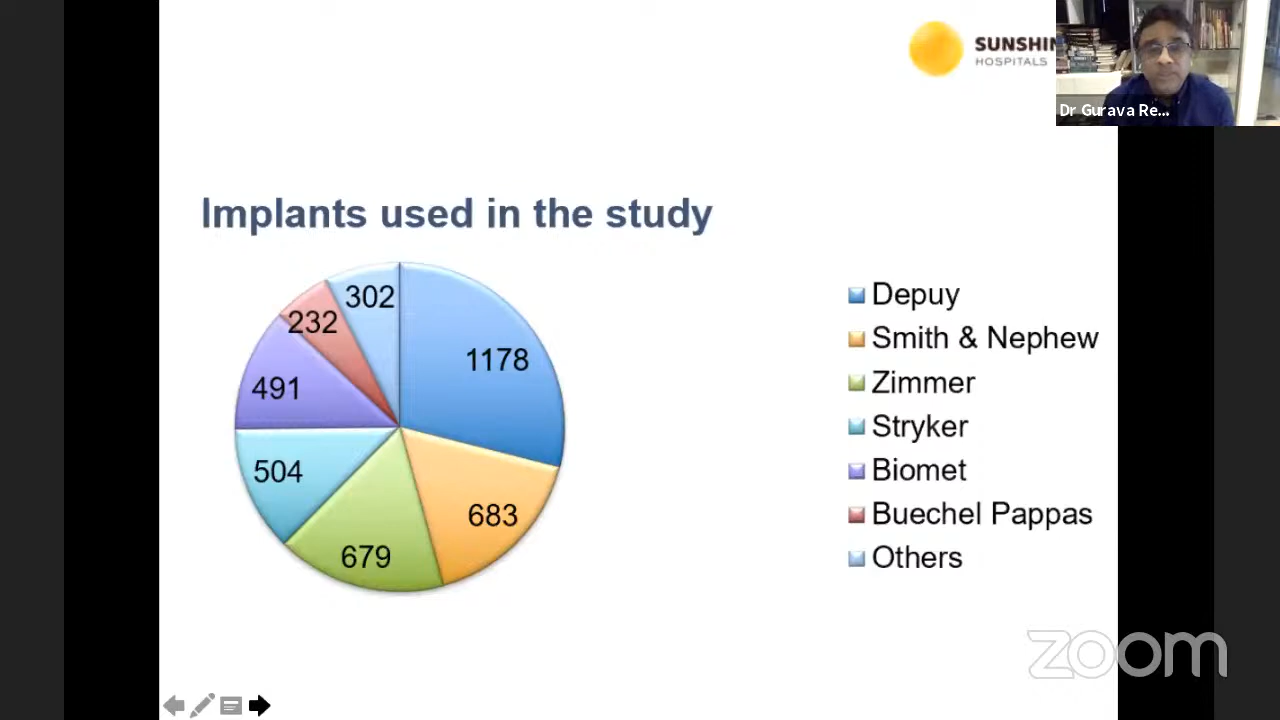 SUNSHIN
HOSPITALS
Dr Gurava Re...
Implants used in the study
302
232
1178
491
504
683
679
Depuy
Smith & Nephew
Zimmer
Stryker
Biomet
Buechel Pappas
Others
zoom